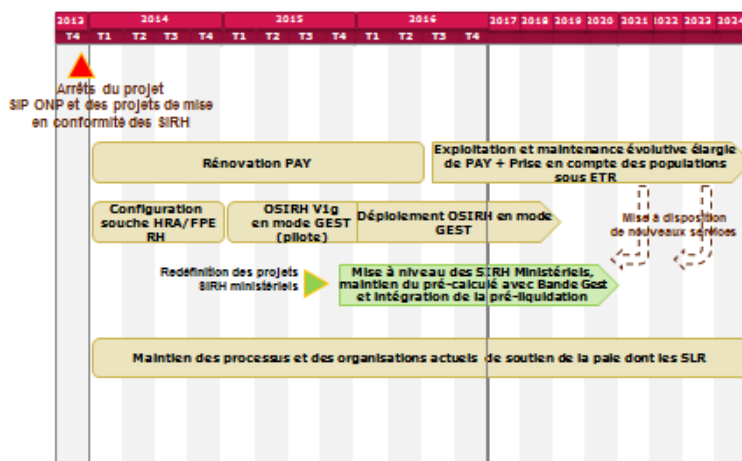 2013 2014 2015 2016 2017 2018 2019 2020 2021 2022 2023 2024
T4 T1 T2 T3 T4 T1 T2 T3 T4 T1 T2 T3 T4
Arrêts du projet
SIP ONP et des projets de mise
en conformité des SIRH
Rénovation PAY
Exploitation et maintenance évolutive élargie
de PAY + Prise en compte des populations
sous ETR
Configuration
souche HRA/FPE
RH
OSIRH V1g
en mode GEST
(pilote)
Déploiement OSIRH en mode
GEST
Mise à disposition
de nouveaux services
Redéfinition des projets
SIRH ministériels
Mise à niveau des SIRH Ministériels,
maintien du pré-calculé avec Bande Gest
et intégration de la pré-liquidation
Maintien des processus et des organisations actuels de soutien de la paie dont les SLR